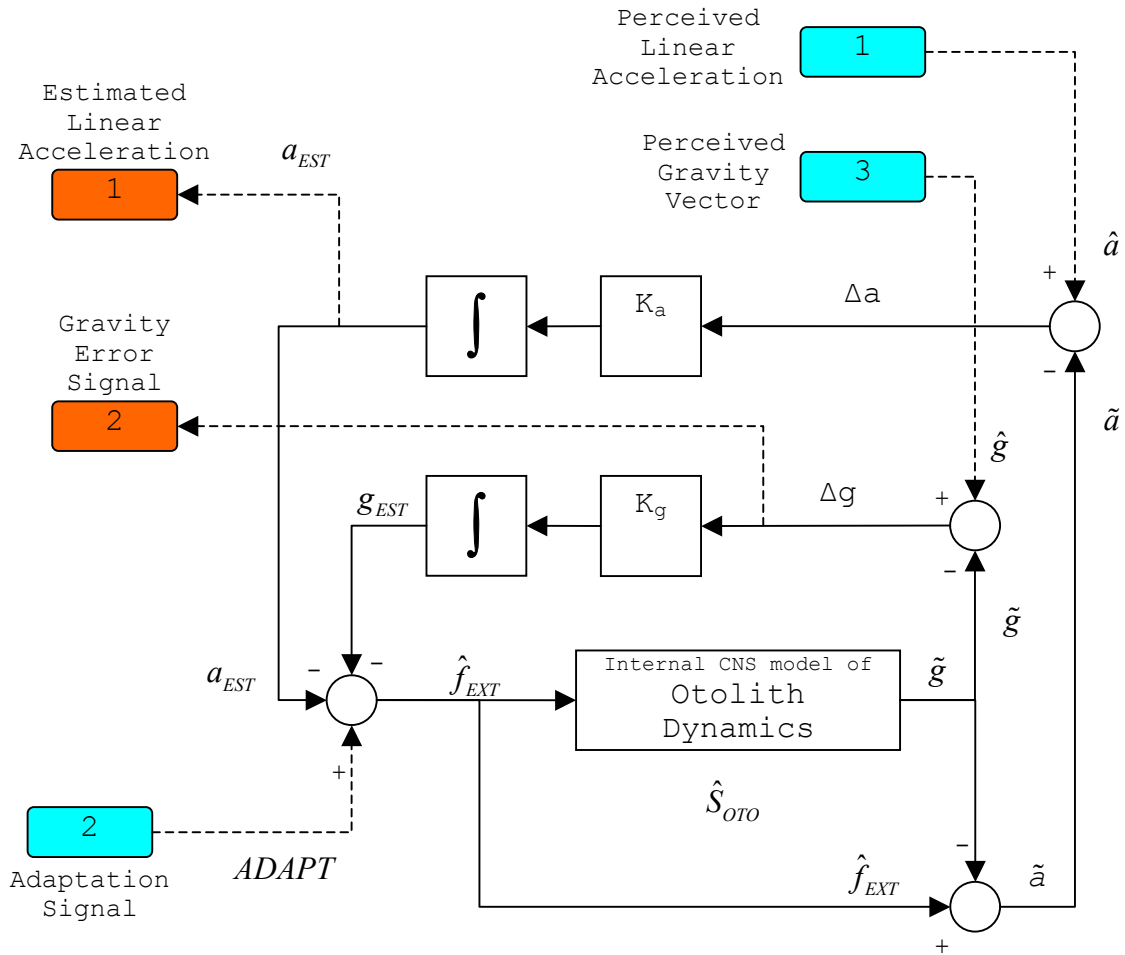 Perceived
Linear
Acceleration
1
Estimated
Linear
Acceleration
1
a_EST
Perceived
Gravity
Vector
3
â
+
Δa
K_a
∫
-
Gravity
Error
Signal
2
ã
ĝ
+
Δg
K_g
∫
g_EST
-
g̃
a_EST
-
-
f̂_EXT
Internal CNS model of
Otolith
Dynamics
g̃
+
Ŝ_OTO
2
ADAPT
Adaptation
Signal
-
f̂_EXT
ã
+